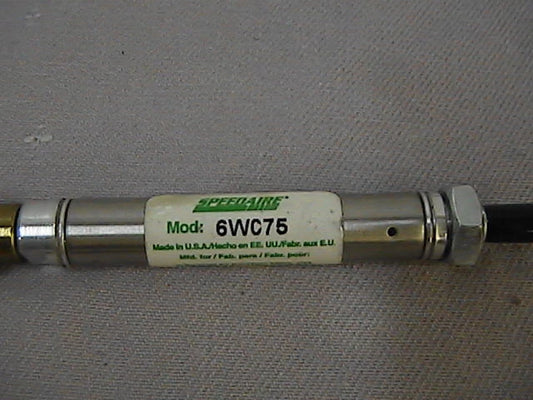 SPEEDAIRE
Mod: 6WC75
Made in U.S.A./Hecho en EE. UU./Fabr. aux E.U.
Mfd. for / Fab. para / Fabr. pour: